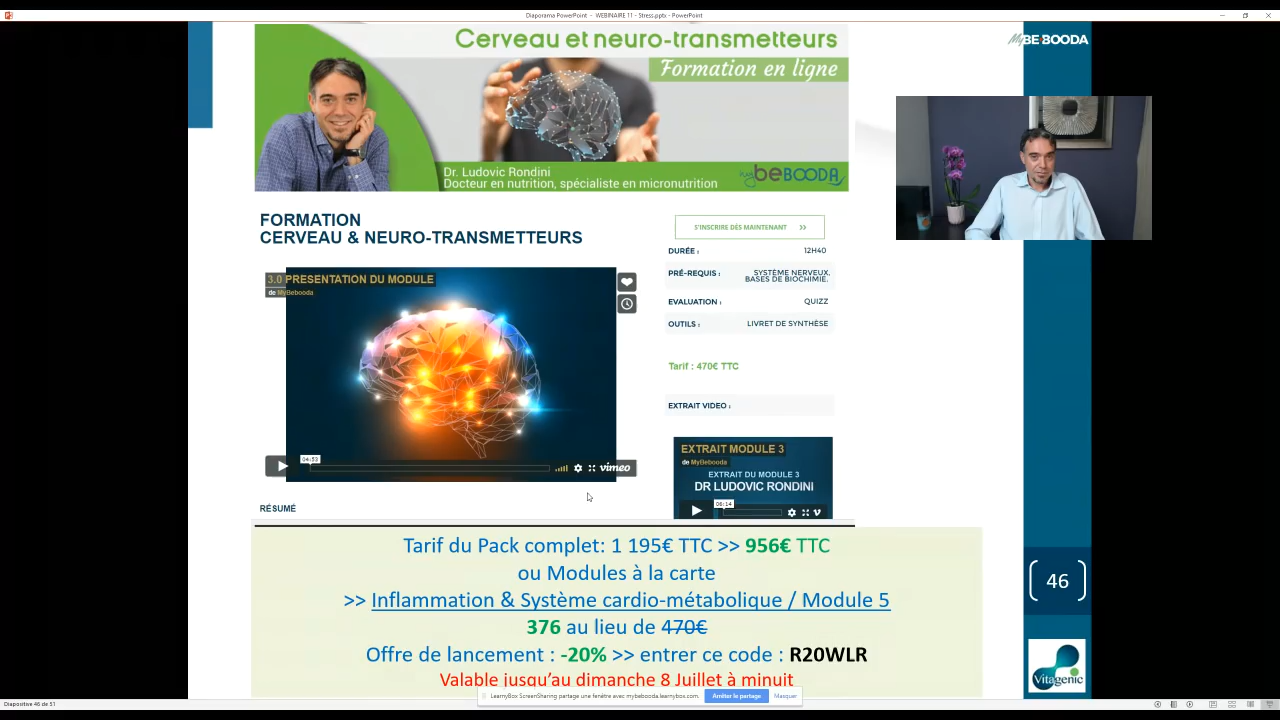 Diaporama PowerPoint - WEBINAIRE 11 - Stress.pptx - PowerPoint
MyBE-BOODA
Cerveau et neuro-transmetteurs
Formation en ligne
Dr. Ludovic Rondini
Docteur en nutrition, spécialiste en micronutrition
My beBOODA
FORMATION
CERVEAU & NEURO-TRANSMETTEURS
S'INSCRIRE DÈS MAINTENANT >>
DURÉE : 12H40
PRÉ-REQUIS : SYSTÈME NERVEUX,
BASES DE BIOCHIMIE.
EVALUATION : QUIZZ
OUTILS : LIVRET DE SYNTHÈSE
Tarif : 470€ TTC
EXTRAIT VIDEO :
3.0 PRESENTATION DU MODULE
de MyBebooda
04:53
vimeo
EXTRAIT MODULE 3
de MyBebooda
EXTRAIT DU MODULE 3
DR LUDOVIC RONDINI
06:14
RÉSUMÉ
Tarif du Pack complet: 1 195€ TTC >> 956€ TTC
ou Modules à la carte
>> Inflammation & Système cardio-métabolique / Module 5
376 au lieu de 470€
Offre de lancement : -20% >> entrer ce code : R20WLR
Valable jusqu'au dimanche 8 Juillet à minuit
46
Vitagenic
LearnyBox ScreenSharing partage une fenêtre avec mybebooda.learnybox.com.
Arrêter le partage
Masquer
Diapositive 46 de 51